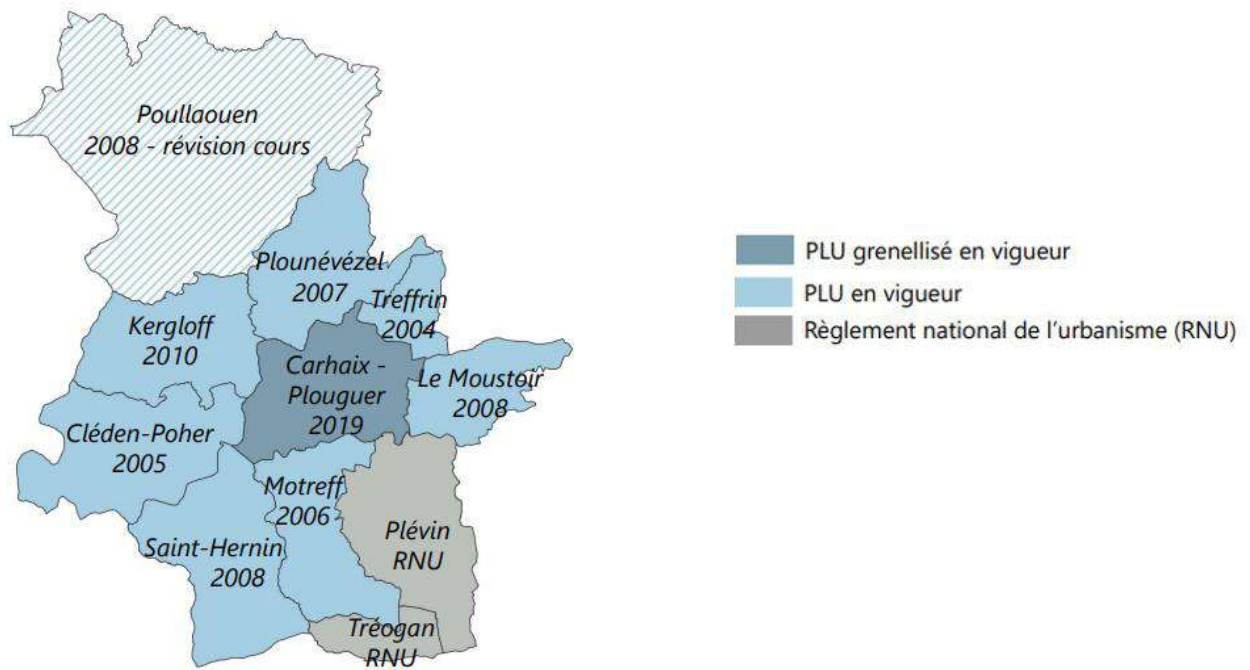 Poullaouen
2008 - révision cours
Plounévézel
2007
Treffrin
2004
Kergloff
2010
Carhaix -
Plouguer
2019
Le Moustoir
2008
Cléden-Poher
2005
Motreff
2006
Saint-Hernin
2008
Plévin
RNU
Tréogan
RNU
PLU grenellisé en vigueur
PLU en vigueur
Règlement national de l'urbanisme (RNU)